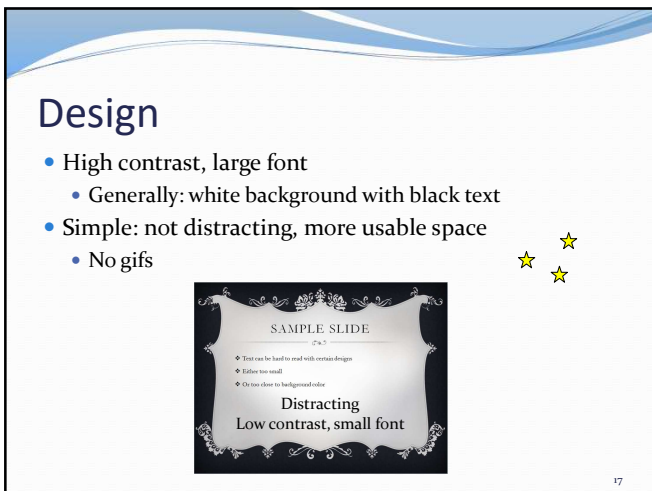 Design
• High contrast, large font
• Generally: white background with black text
• Simple: not distracting, more usable space
• No gifs
SAMPLE SLIDE
❖ Text can be hard to read with certain designs
❖ Either too small
❖ Or too close to background color
Distracting
Low contrast, small font
17